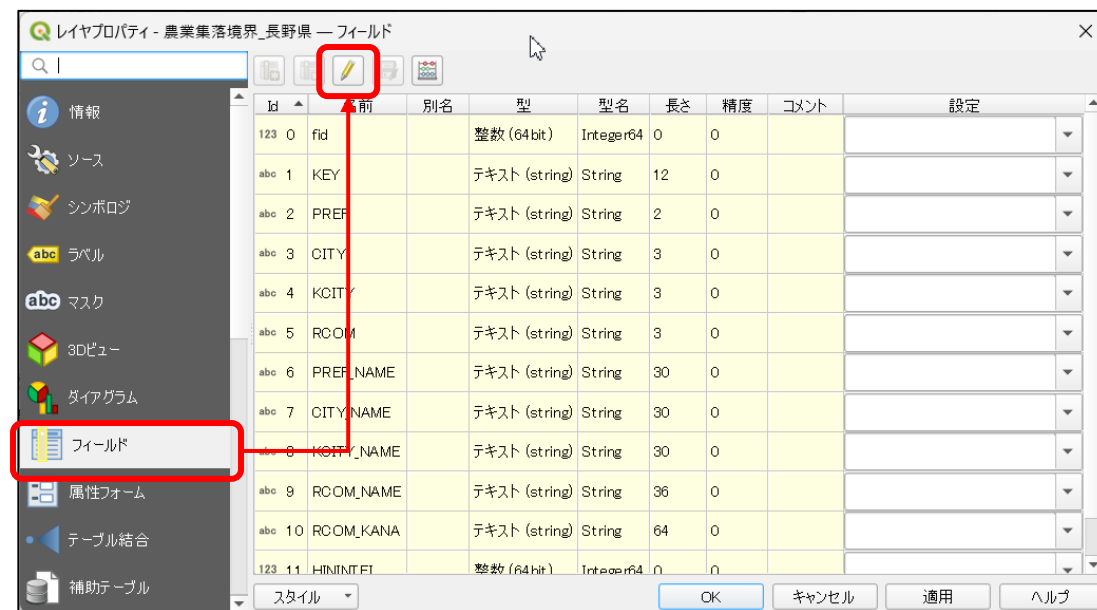 レイヤプロパティ - 農業集落境界_長野県 — フィールド
情報
ソース
シンボロジ
abc ラベル
abc マスク
3Dビュー
ダイアグラム
フィールド
属性フォーム
テーブル結合
補助テーブル
Id 名前 別名 型 型名 長さ 精度 コメント 設定
123 0 fid 整数 (64bit) Integer64 0 0
abc 1 KEY テキスト (string) String 12 0
abc 2 PREF テキスト (string) String 2 0
abc 3 CITY テキスト (string) String 3 0
abc 4 KCITY テキスト (string) String 3 0
abc 5 RCOM テキスト (string) String 3 0
abc 6 PREF_NAME テキスト (string) String 30 0
abc 7 CITY_NAME テキスト (string) String 30 0
abc 8 KCITY_NAME テキスト (string) String 30 0
abc 9 RCOM_NAME テキスト (string) String 36 0
abc 10 RCOM_KANA テキスト (string) String 64 0
123 11 HININTEI 整数 (64bit) Integer64 0 0
スタイル OK キャンセル 適用 ヘルプ